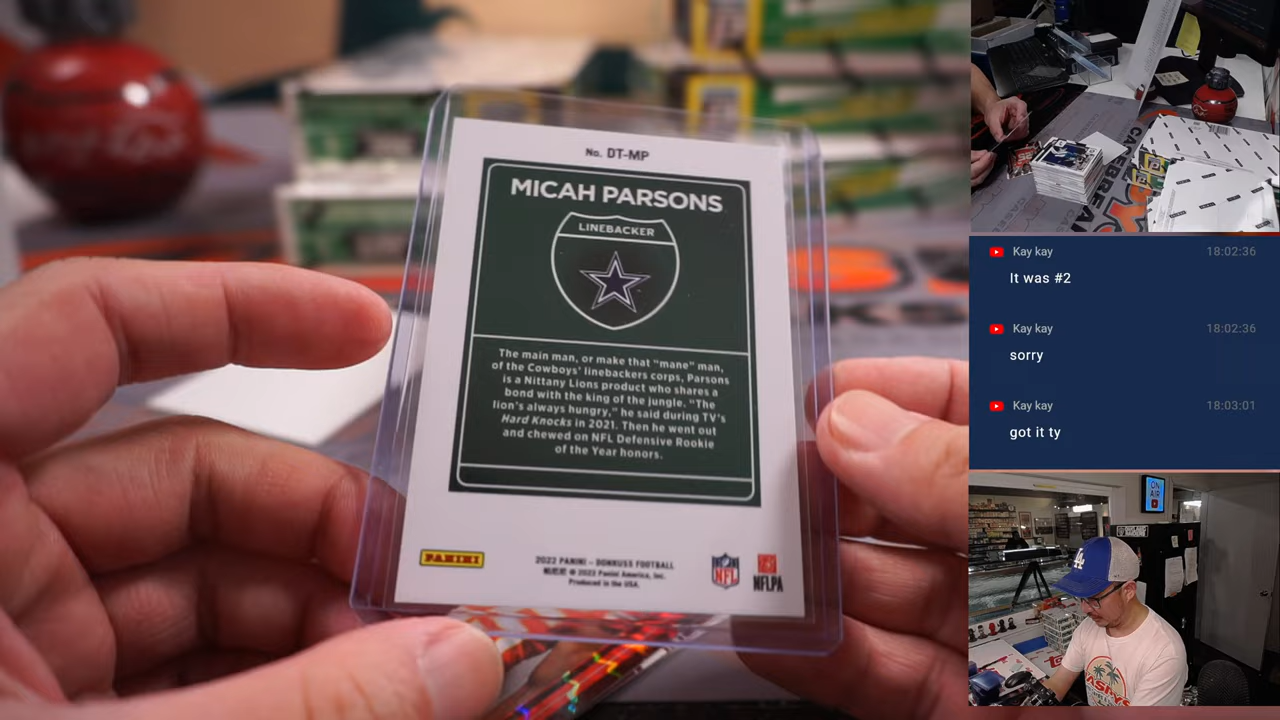 No. DT-MP
MICAH PARSONS
LINEBACKER
The main man, or make that "mane" man,
of the Cowboys' linebackers corps, Parsons
is a Nittany Lions product who shares a
bond with the king of the jungle. "The
lion's always hungry," he said during TV's
Hard Knocks in 2021. Then he went out
and chewed on NFL Defensive Rookie
of the Year honors.
PANINI
2022 PANINI – DONRUSS FOOTBALL
© 2022 Panini America, Inc.
Produced in the USA.
NFL
NFLPA
Kay kay 18:02:36
It was #2
Kay kay 18:02:36
sorry
Kay kay 18:03:01
got it ty
ON
AIR
LA